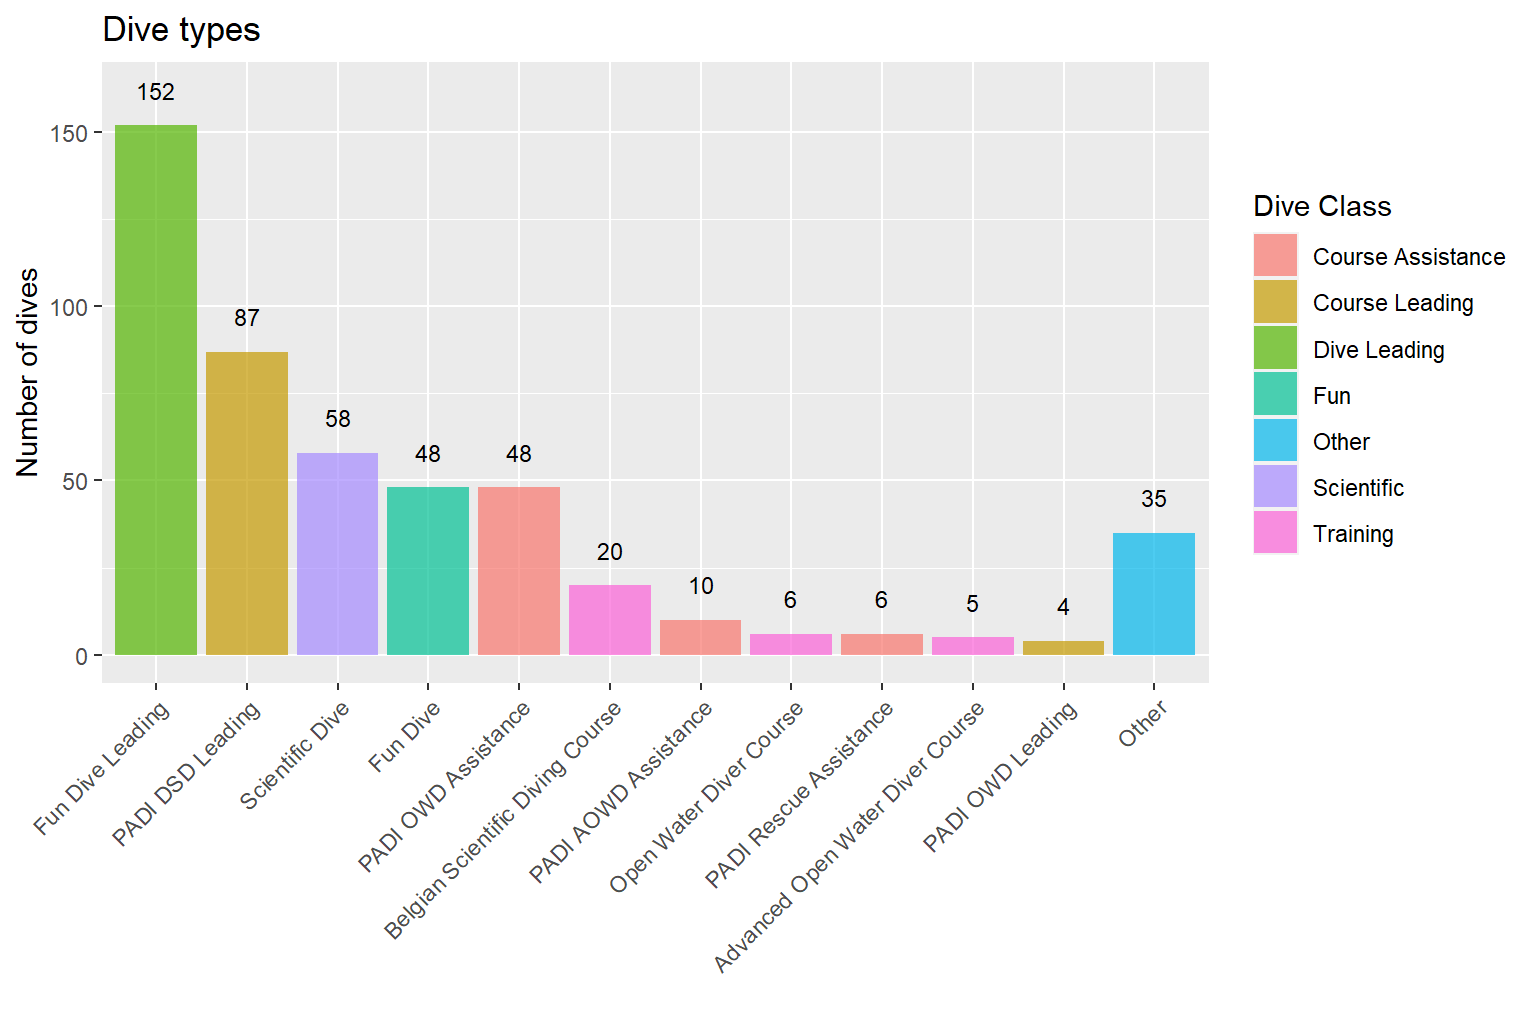 Dive types
Number of dives
150
100
50
0
152
87
58
48
48
20
10
6
6
5
4
35
Fun Dive Leading
PADI DSD Leading
Scientific Dive
Fun Dive
PADI OWD Assistance
Belgian Scientific Diving Course
PADI AOWD Assistance
Open Water Diver Course
PADI Rescue Assistance
Advanced Open Water Diver Course
PADI OWD Leading
Other
Dive Class
Course Assistance
Course Leading
Dive Leading
Fun
Other
Scientific
Training